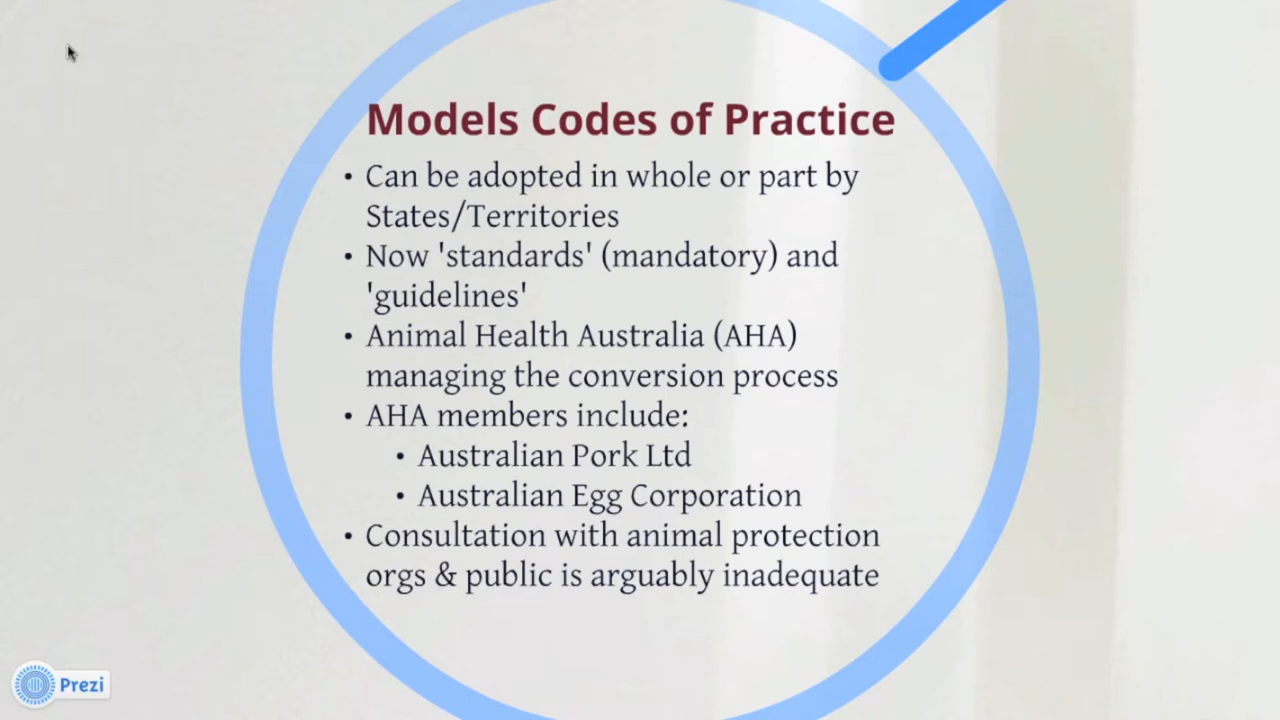 Models Codes of Practice
• Can be adopted in whole or part by
States/Territories
• Now 'standards' (mandatory) and
'guidelines'
• Animal Health Australia (AHA)
managing the conversion process
• AHA members include:
• Australian Pork Ltd
• Australian Egg Corporation
• Consultation with animal protection
orgs & public is arguably inadequate
Prezi